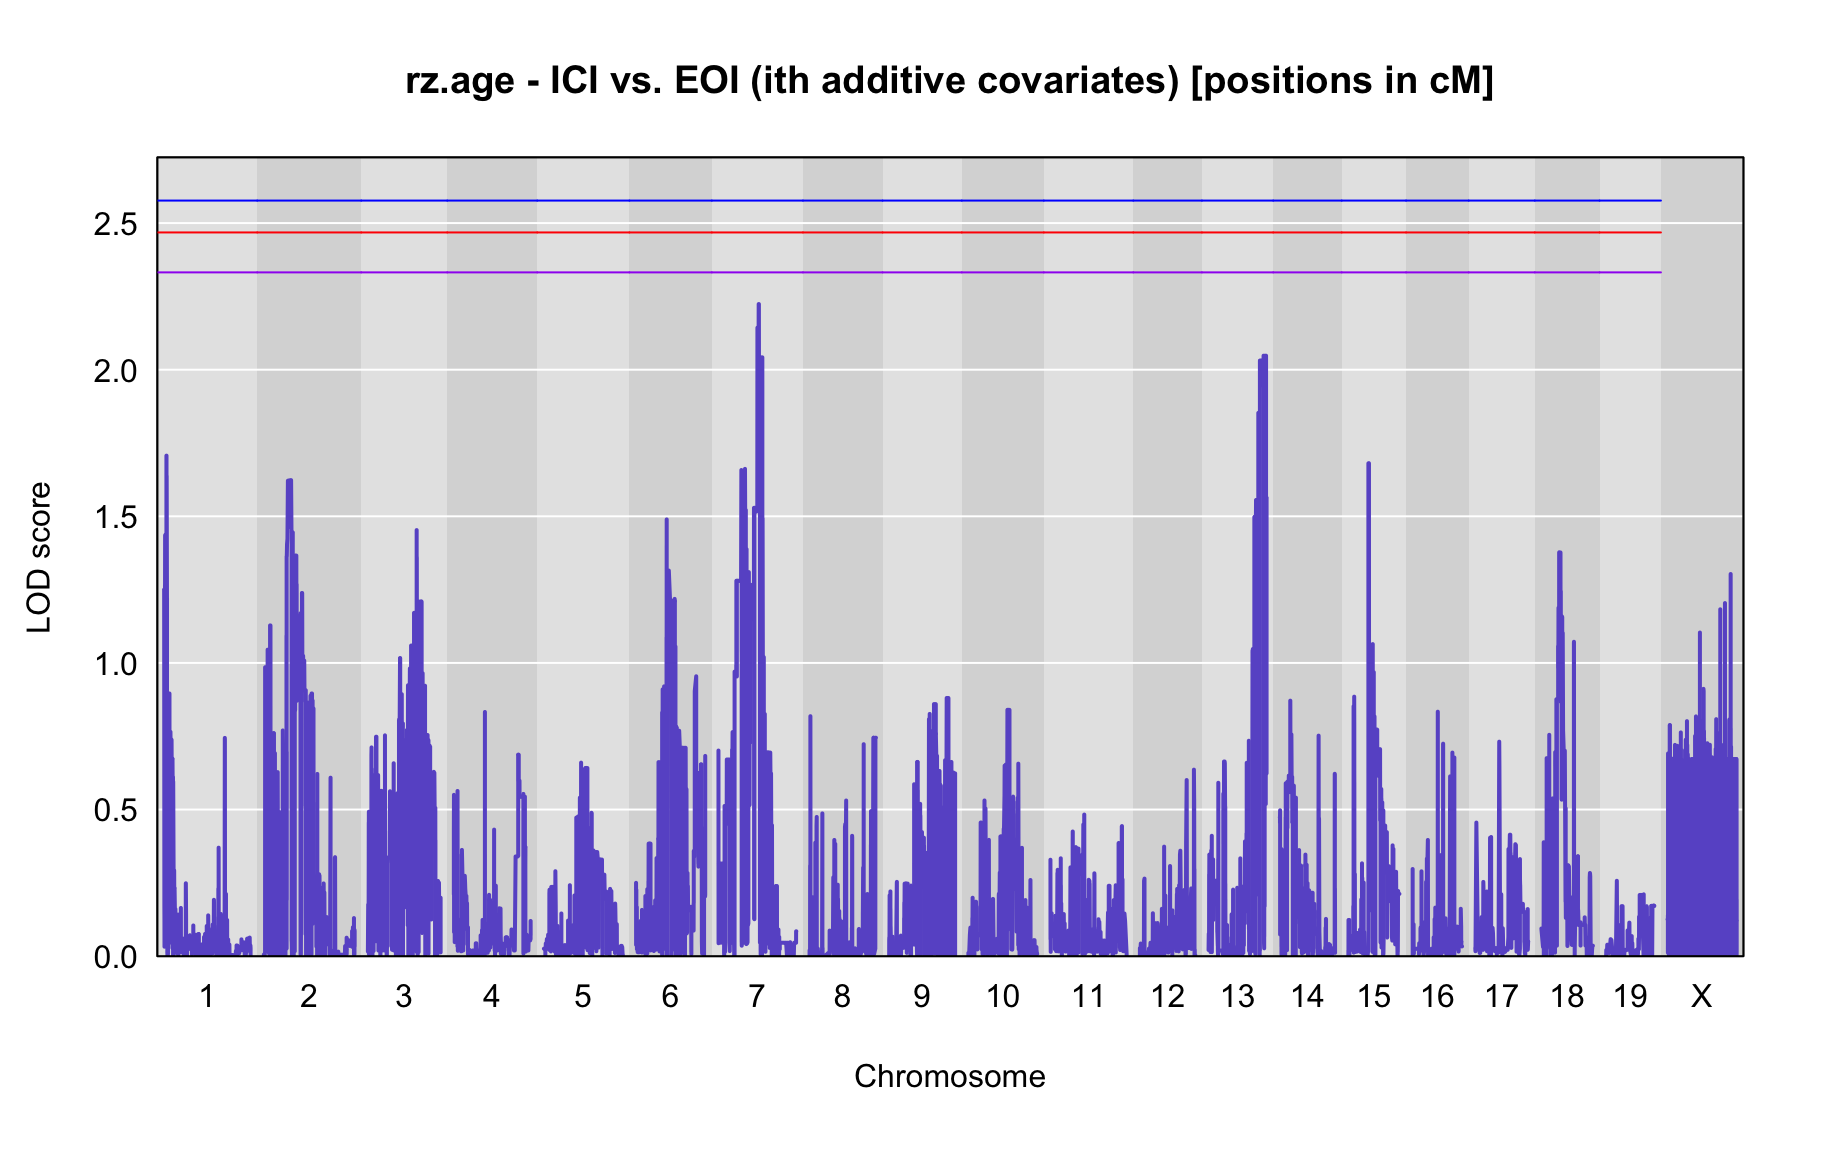 rz.age - ICI vs. EOI (ith additive covariates) [positions in cM]
LOD score
2.5
2.0
1.5
1.0
0.5
0.0
1 2 3 4 5 6 7 8 9 10 11 12 13 14 15 16 17 18 19 X
Chromosome